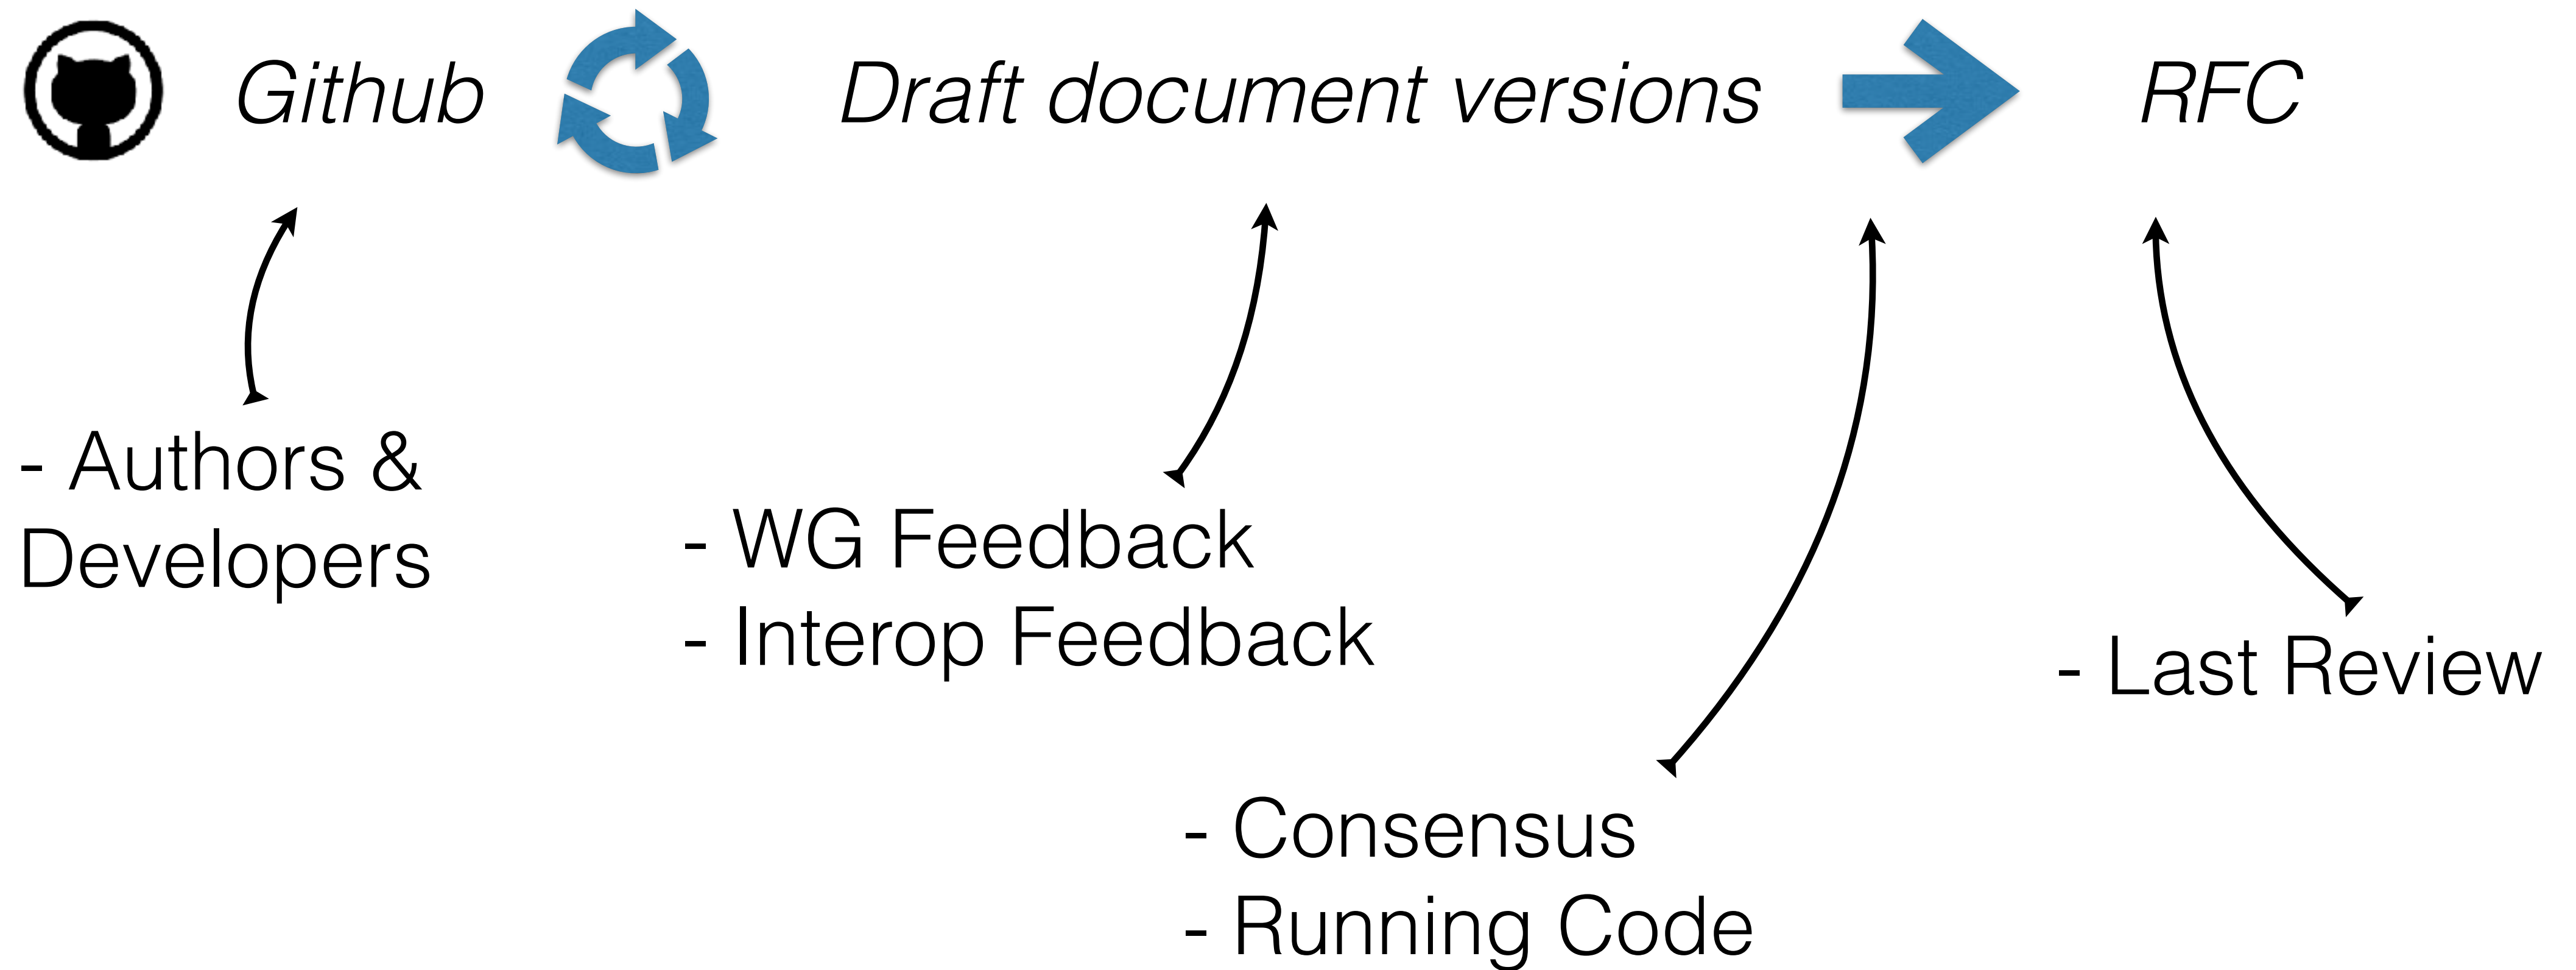 Github
Draft document versions
RFC
- Authors &
Developers
- WG Feedback
- Interop Feedback
- Last Review
- Consensus
- Running Code